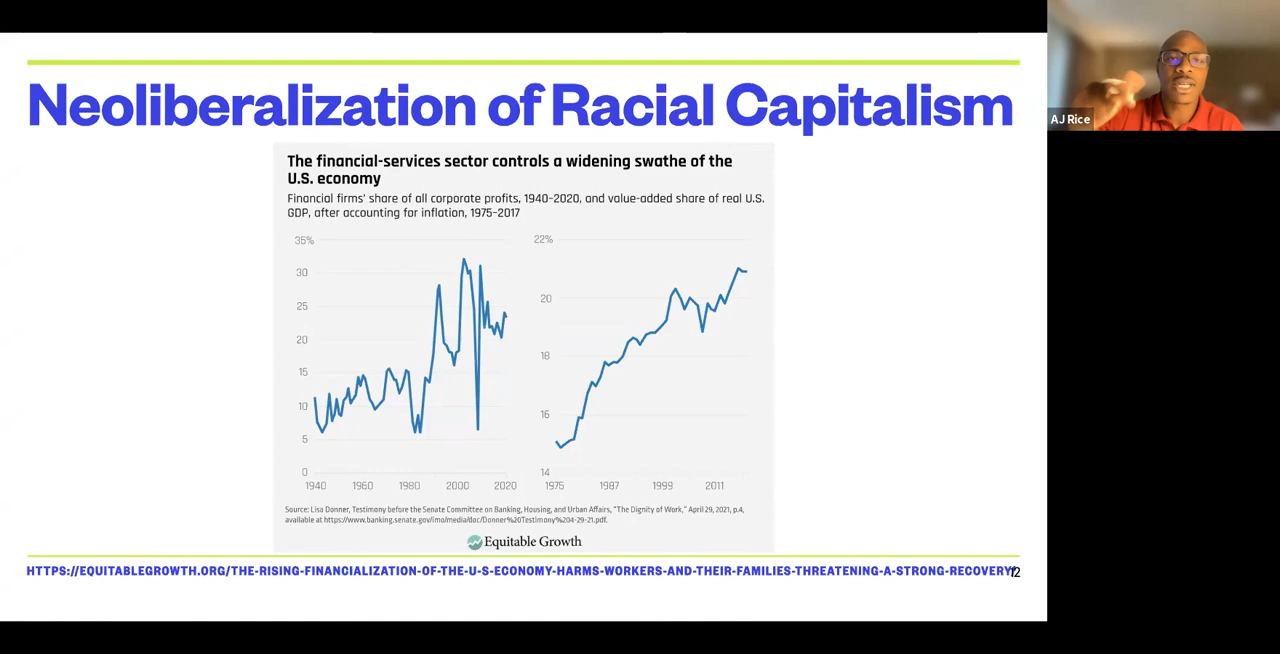 Neoliberalization of Racial Capitalism
AJ Rice
The financial-services sector controls a widening swathe of the
U.S. economy
Financial firms' share of all corporate profits, 1940–2020, and value-added share of real U.S.
GDP, after accounting for inflation, 1975–2017
35%
30
25
20
15
10
5
0
1940 1960 1980 2000 2020
22%
20
18
16
14
1975 1987 1999 2011
Source: Lisa Donner, Testimony before the Senate Committee on Banking, Housing, and Urban Affairs, "The Dignity of Work," April 29, 2021, p.4,
available at https://www.banking.senate.gov/imo/media/doc/Donner%20Testimony%204-29-21.pdf.
Equitable Growth
HTTPS://EQUITABLEGROWTH.ORG/THE-RISING-FINANCIALIZATION-OF-THE-U-S-ECONOMY-HARMS-WORKERS-AND-THEIR-FAMILIES-THREATENING-A-STRONG-RECOVERY/
12